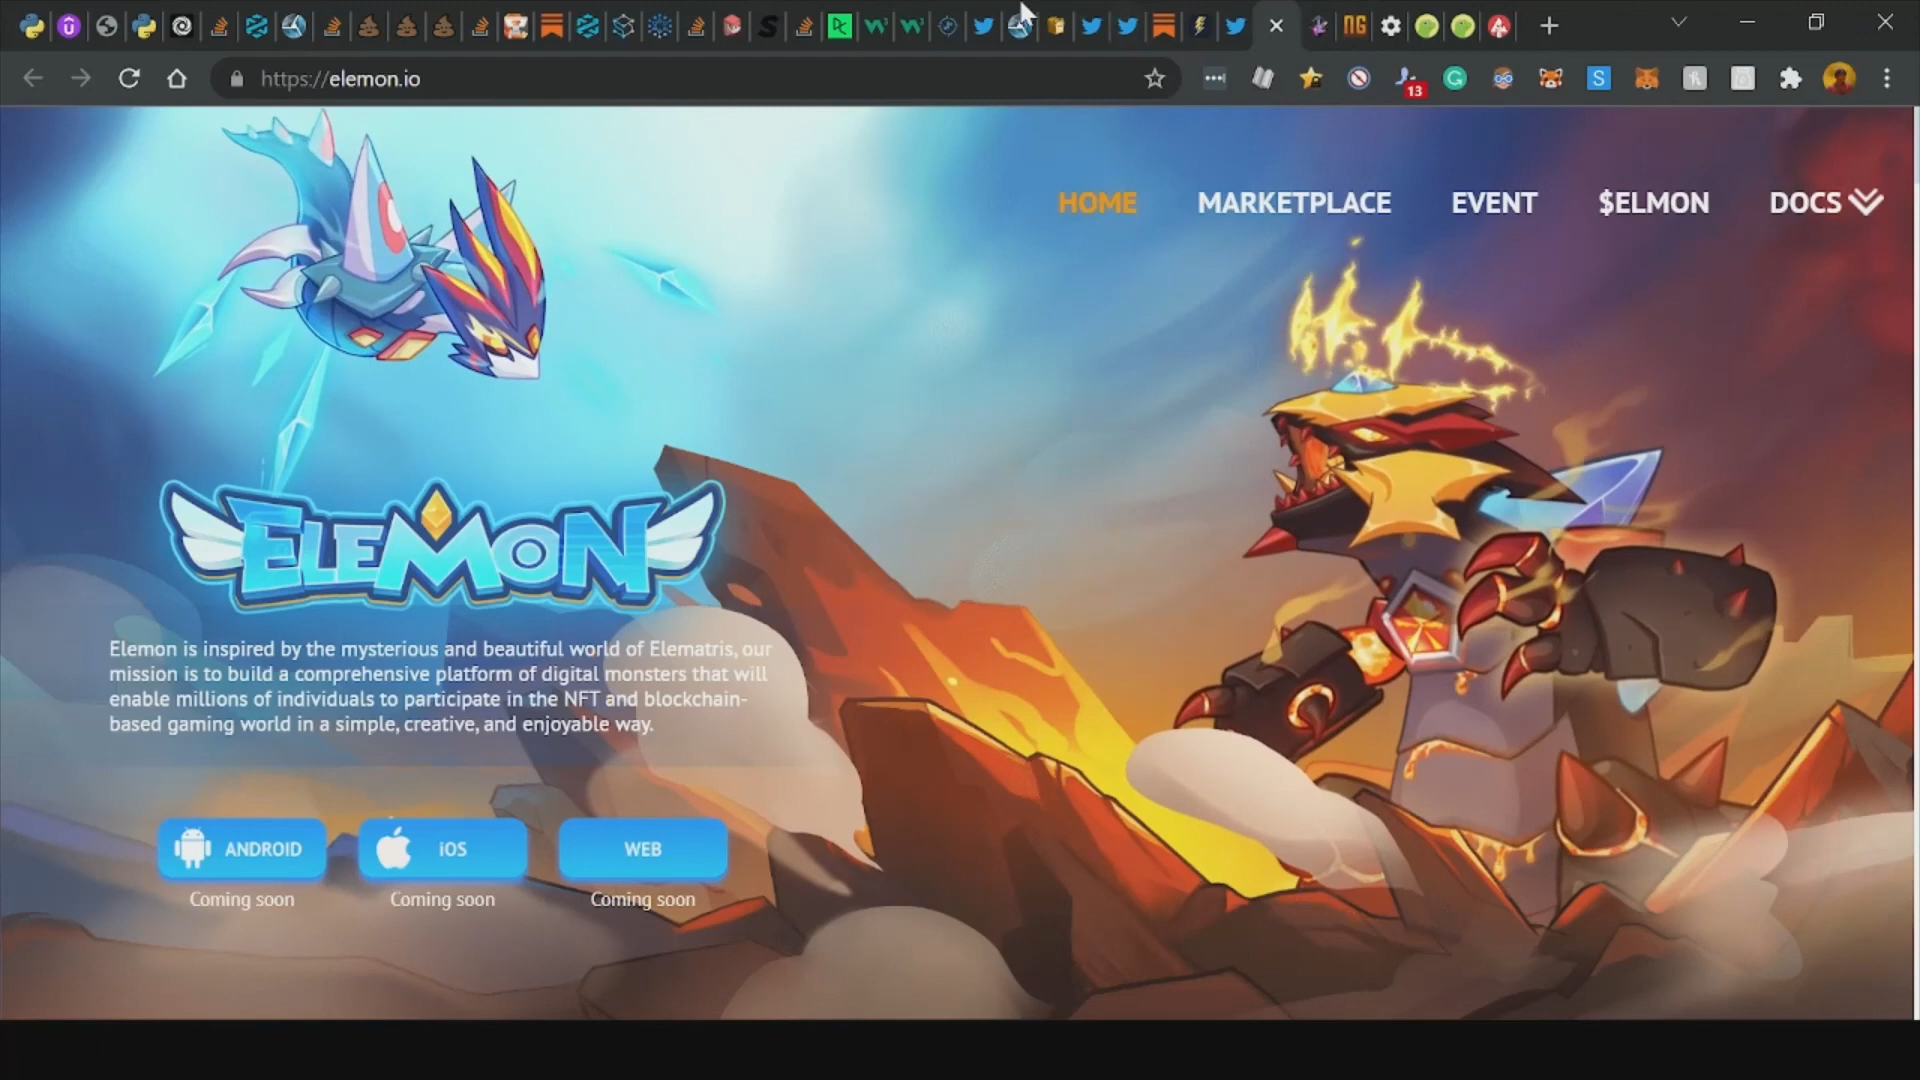 https://elemon.io
13
HOME
MARKETPLACE
EVENT
$ELMON
DOCS
ELEMON
Elemon is inspired by the mysterious and beautiful world of Elematris, our
mission is to build a comprehensive platform of digital monsters that will
enable millions of individuals to participate in the NFT and blockchain-
based gaming world in a simple, creative, and enjoyable way.
ANDROID
iOS
WEB
Coming soon
Coming soon
Coming soon